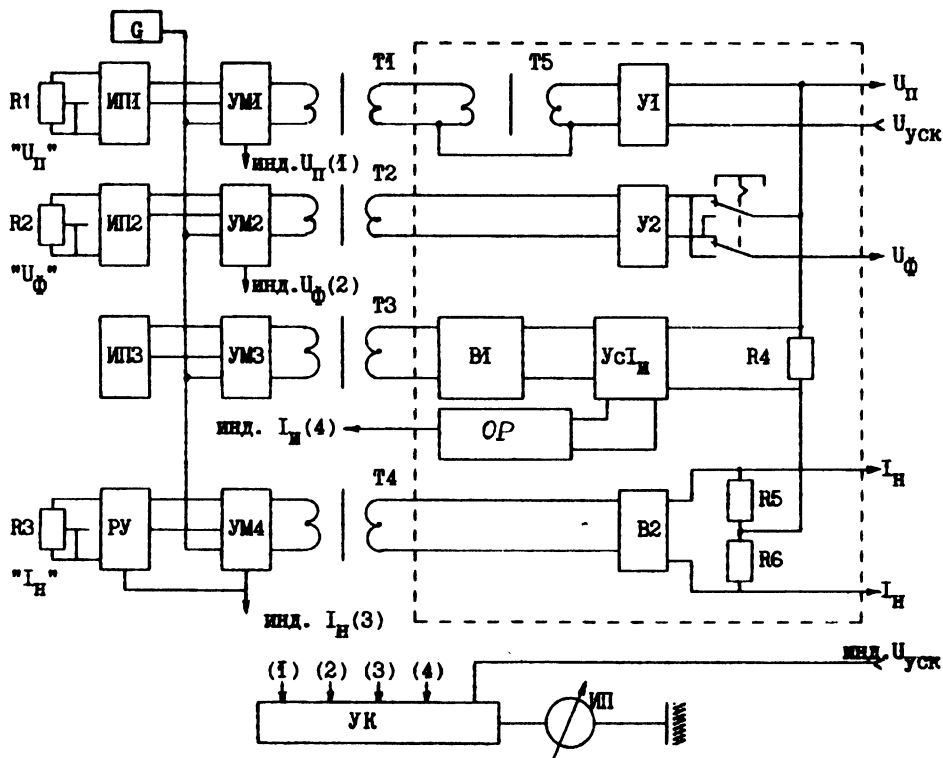 G
T1
T5
R1
ИП1
УМ1
У1
U_П
U_уск
"U_П"
инд. U_П (1)
T2
R2
ИП2
УМ2
У2
"U_Ф"
инд. U_Ф (2)
U_Ф
T3
ИП3
УМ3
В1
УсI_и
R4
инд. I_и (4)
ОР
T4
I_н
R3
РУ
УМ4
В2
R5
R6
"I_н"
I_н
инд. I_н (3)
инд. U_уск
(1) (2) (3) (4)
УК
ИП